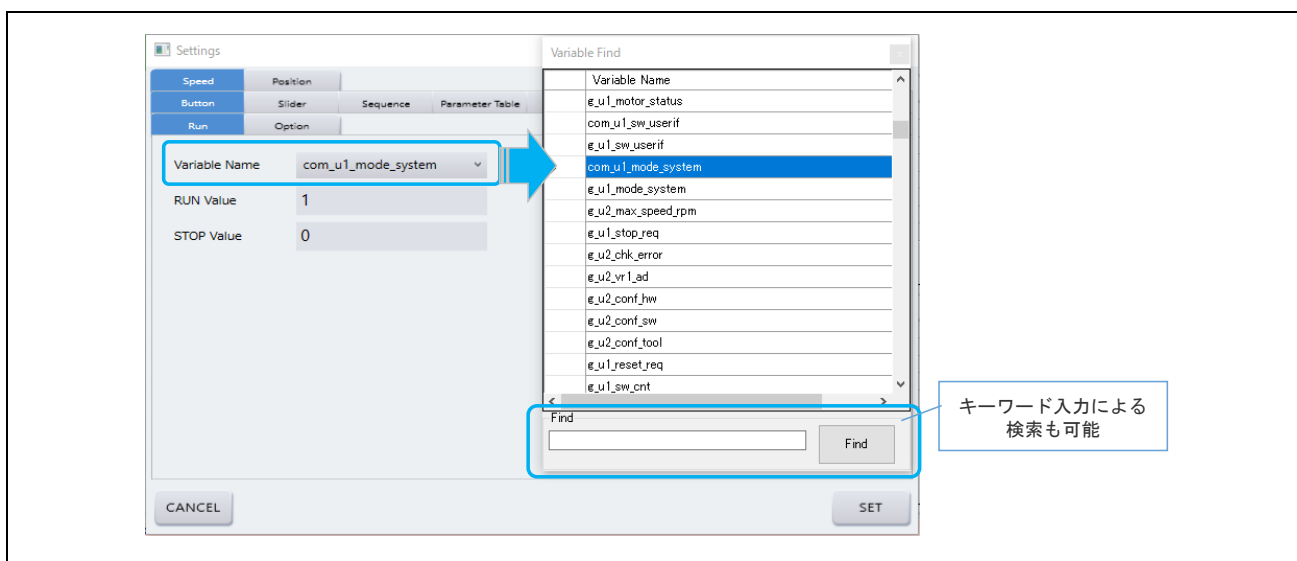 Settings
Speed Position
Button Slider Sequence Parameter Table
Run Option
Variable Name com_u1_mode_system
RUN Value 1
STOP Value 0
CANCEL
SET
Variable Find
Variable Name
g_u1_motor_status
com_u1_sw_userif
g_u1_sw_userif
com_u1_mode_system
g_u1_mode_system
g_u2_max_speed_rpm
g_u1_stop_req
g_u2_chk_error
g_u2_vr1_ad
g_u2_conf_hw
g_u2_conf_sw
g_u2_conf_tool
g_u1_reset_req
g_u1_sw_cnt
Find
Find
キーワード入力による
検索も可能